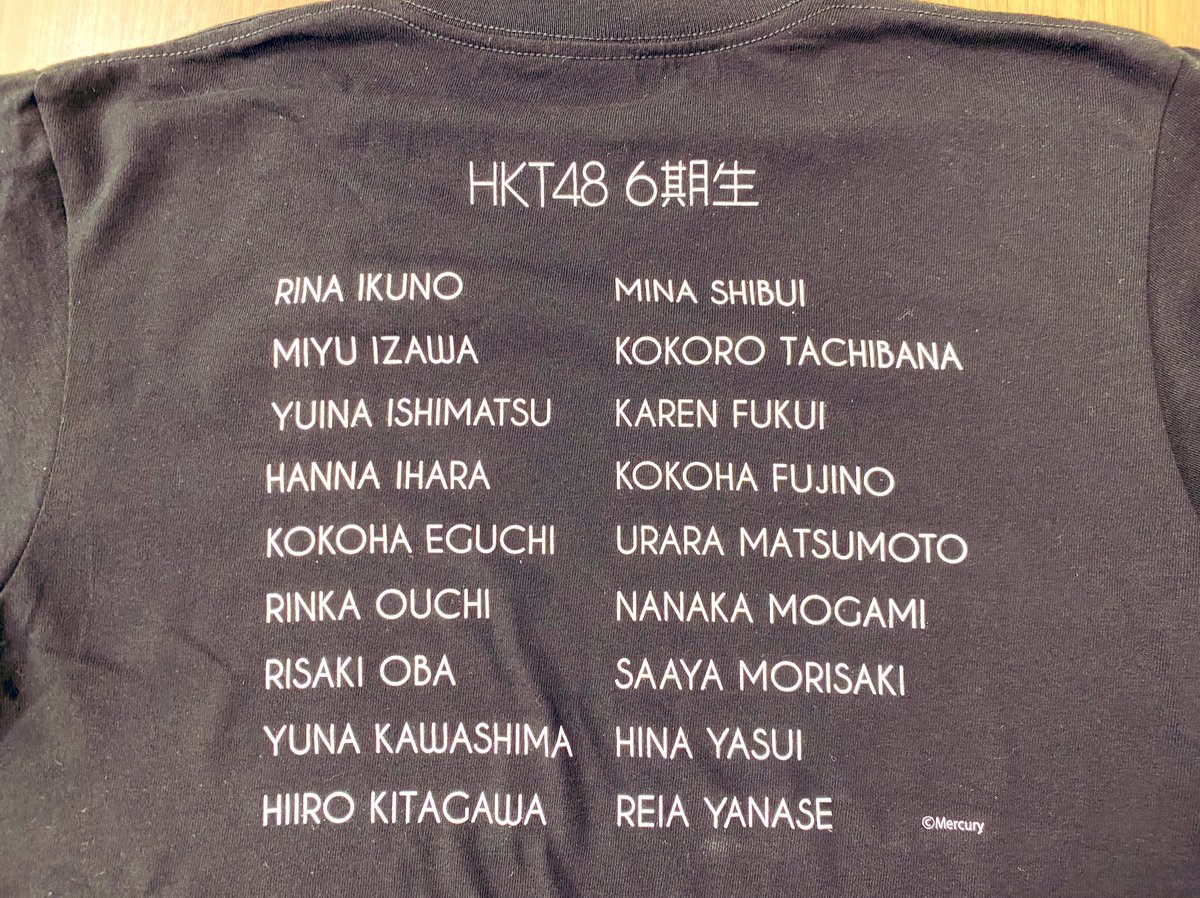 HKT48 6期生
RINA IKUNO
MIYU IZAWA
YUINA ISHIMATSU
HANNA IHARA
KOKOHA EGUCHI
RINKA OUCHI
RISAKI OBA
YUNA KAWASHIMA
HIIRO KITAGAWA
MINA SHIBUI
KOKORO TACHIBANA
KAREN FUKUI
KOKOHA FUJINO
URARA MATSUMOTO
NANAKA MOGAMI
SAAYA MORISAKI
HINA YASUI
REIA YANASE
©Mercury